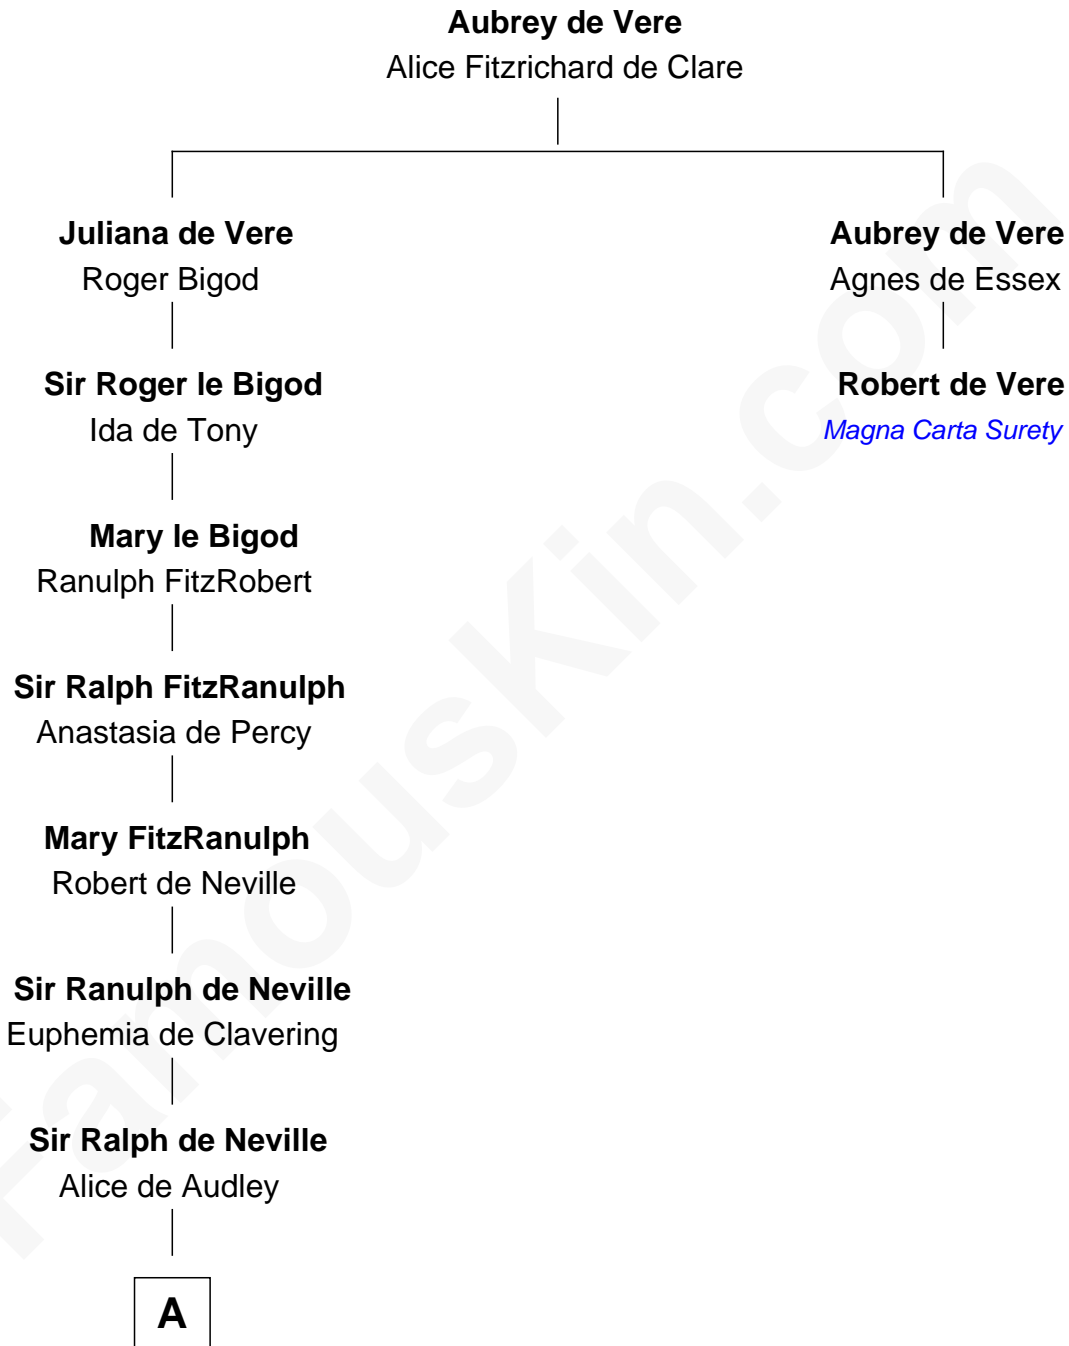 Aubrey de Vere
Alice Fitzrichard de Clare
Juliana de Vere
Roger Bigod
Aubrey de Vere
Agnes de Essex
Sir Roger le Bigod
Ida de Tony
Robert de Vere
Magna Carta Surety
Mary le Bigod
Ranulph FitzRobert
Sir Ralph FitzRanulph
Anastasia de Percy
Mary FitzRanulph
Robert de Neville
Sir Ranulph de Neville
Euphemia de Clavering
Sir Ralph de Neville
Alice de Audley
A
FamousKin.com